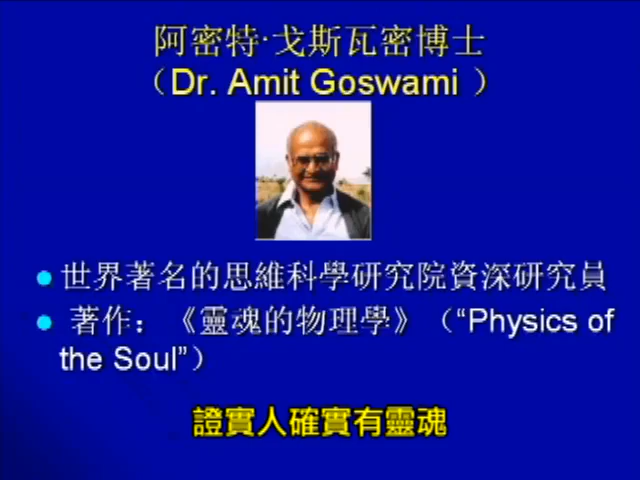 阿密特·戈斯瓦密博士
（Dr. Amit Goswami ）
世界著名的思維科學研究院資深研究員
著作：《靈魂的物理學》（“Physics of
the Soul”）
證實人確實有靈魂